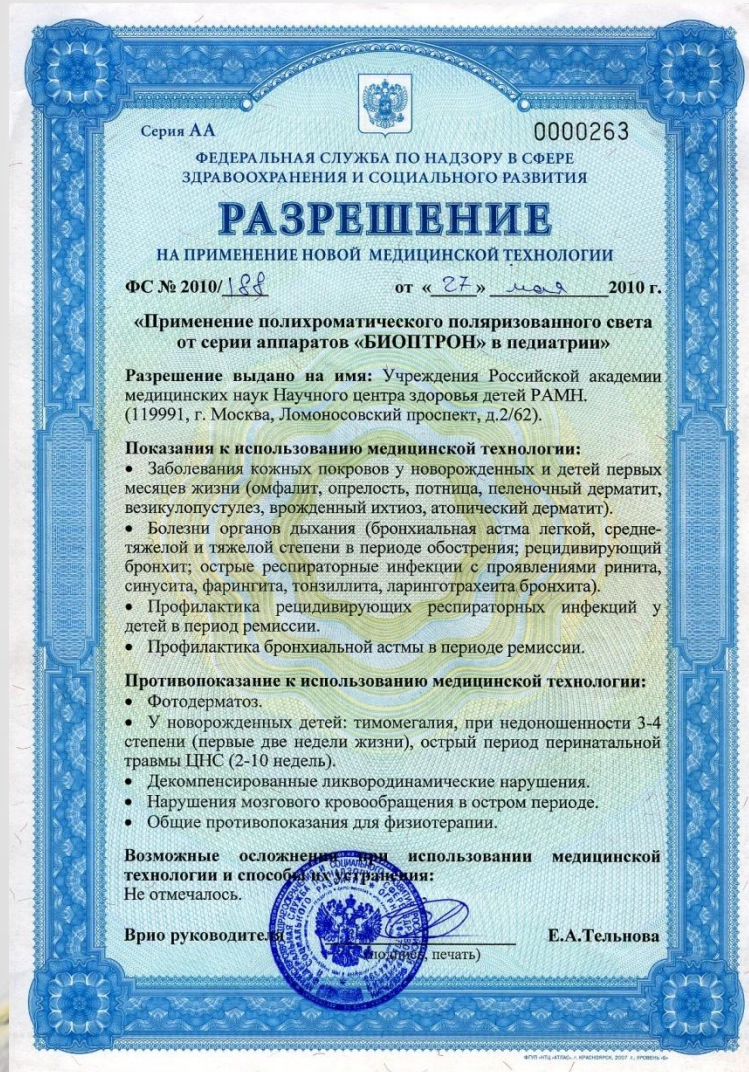 Серия АА
0000263
ФЕДЕРАЛЬНАЯ СЛУЖБА ПО НАДЗОРУ В СФЕРЕ
ЗДРАВООХРАНЕНИЯ И СОЦИАЛЬНОГО РАЗВИТИЯ
РАЗРЕШЕНИЕ
НА ПРИМЕНЕНИЕ НОВОЙ МЕДИЦИНСКОЙ ТЕХНОЛОГИИ
ФС № 2010/188 от « 27 » мая 2010 г.
«Применение полихроматического поляризованного света
от серии аппаратов «БИОПТРОН» в педиатрии»
Разрешение выдано на имя: Учреждения Российской академии
медицинских наук Научного центра здоровья детей РАМН.
(119991, г. Москва, Ломоносовский проспект, д.2/62).
Показания к использованию медицинской технологии:
• Заболевания кожных покровов у новорожденных и детей первых
месяцев жизни (омфалит, опрелость, потница, пеленочный дерматит,
везикулопустулез, врожденный ихтиоз, атопический дерматит).
• Болезни органов дыхания (бронхиальная астма легкой, средне-
тяжелой и тяжелой степени в периоде обострения; рецидивирующий
бронхит; острые респираторные инфекции с проявлениями ринита,
синусита, фарингита, тонзиллита, ларинготрахеита бронхита).
• Профилактика рецидивирующих респираторных инфекций у
детей в период ремиссии.
• Профилактика бронхиальной астмы в периоде ремиссии.
Противопоказание к использованию медицинской технологии:
• Фотодерматоз.
• У новорожденных детей: тимомегалия, при недоношенности 3-4
степени (первые две недели жизни), острый период перинатальной
травмы ЦНС (2-10 недель).
• Декомпенсированные ликвородинамические нарушения.
• Нарушения мозгового кровообращения в остром периоде.
• Общие противопоказания для физиотерапии.
Возможные осложнения при использовании медицинской
технологии и способы их устранения:
Не отмечалось.
Врио руководителя Е.А.Тельнова
(подпись, печать)
ФГУП «НТЦ «АТЛАС», г. КРАСНОЯРСК, 2007 г., УРОВЕНЬ «Б»